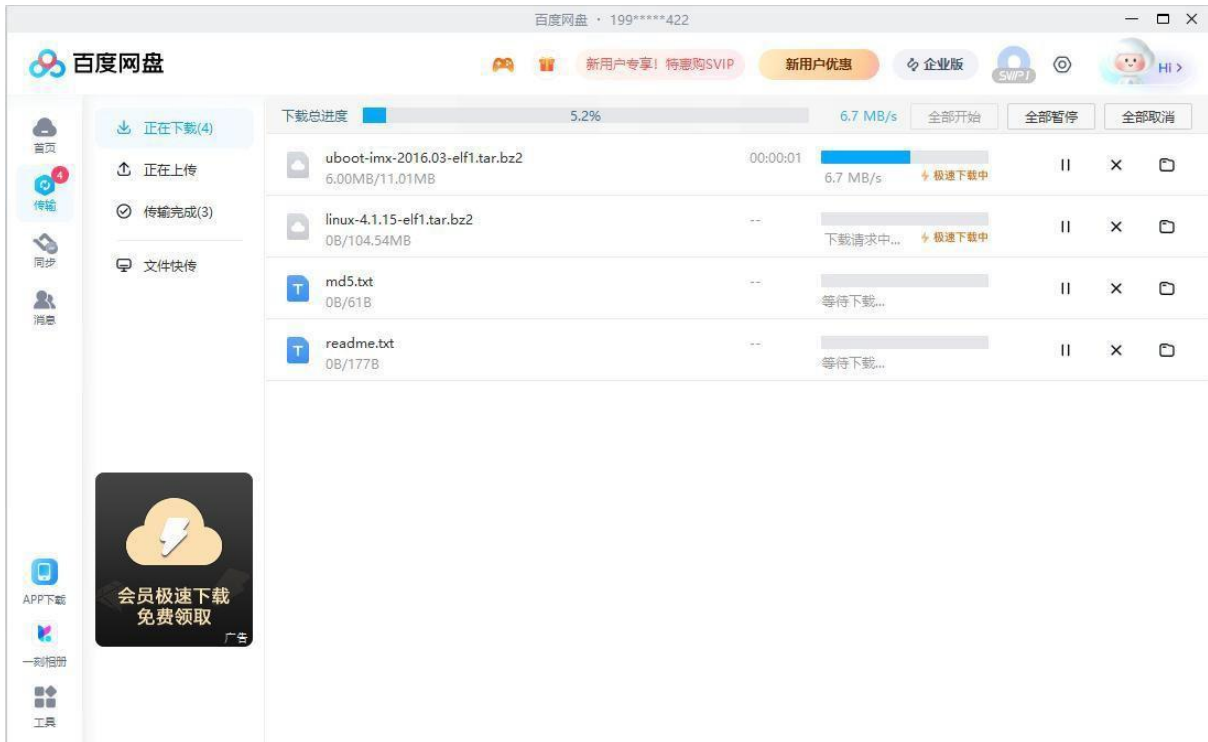 百度网盘 · 199*****422
百度网盘
新用户专享！特惠购SVIP
新用户优惠
企业版
SVIP1
Hi >
首页
4
传输
同步
消息
APP下载
一刻相册
工具
正在下载(4)
正在上传
传输完成(3)
文件快传
会员极速下载
免费领取
广告
下载总进度 5.2% 6.7 MB/s 全部开始 全部暂停 全部取消
uboot-imx-2016.03-elf1.tar.bz2 00:00:01
6.00MB/11.01MB 6.7 MB/s 极速下载中
linux-4.1.15-elf1.tar.bz2 --
0B/104.54MB 下载请求中... 极速下载中
T
md5.txt --
0B/61B 等待下载...
T
readme.txt --
0B/177B 等待下载...